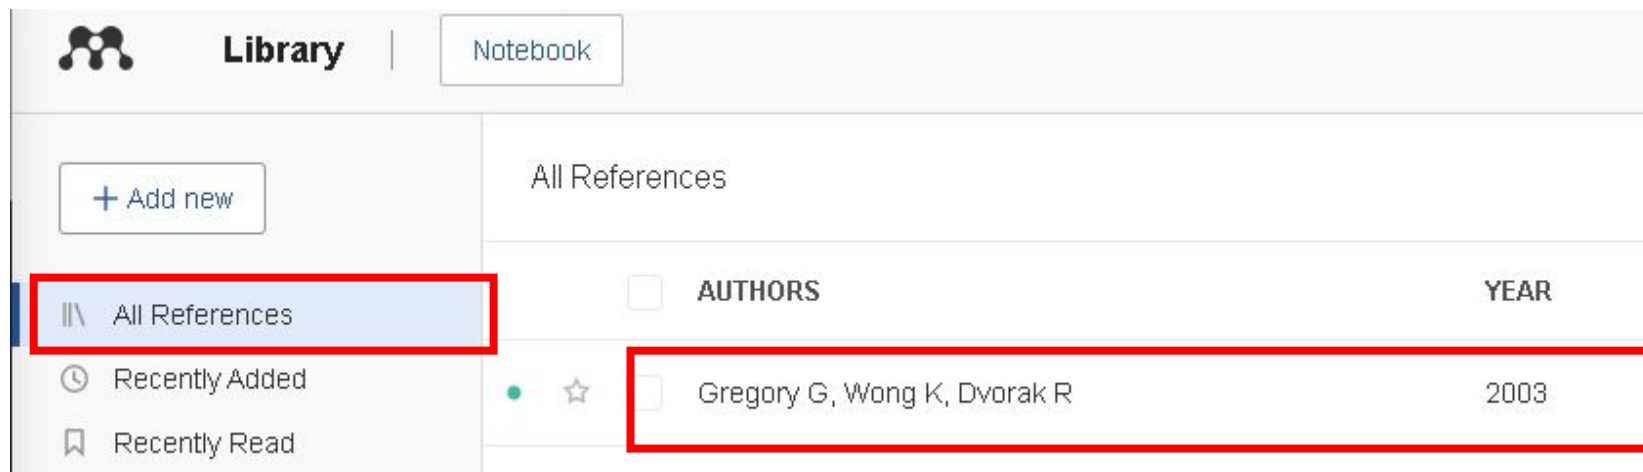 Library
Notebook
+ Add new
All References
Recently Added
Recently Read
All References
AUTHORS YEAR
Gregory G, Wong K, Dvorak R 2003